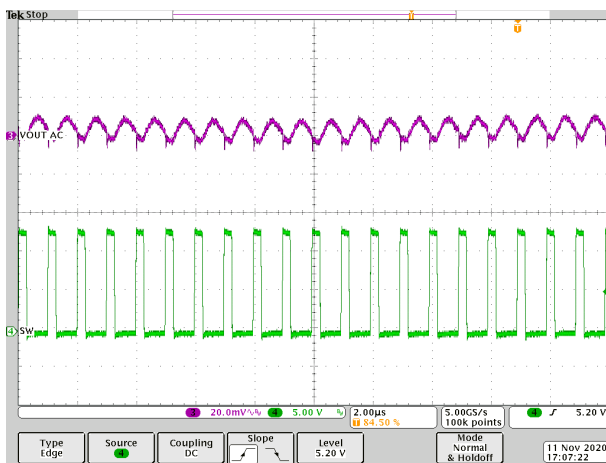 Tek Stop
T
T
3 VOUT AC
4 SW
3 20.0mV 4 5.00 V
2.00µs
T 84.50 %
5.00GS/s
100k points
4 5.20 V
Type
Edge
Source
4
Coupling
DC
Slope
Level
5.20 V
Mode
Normal
& Holdoff
11 Nov 2020
17:07:22